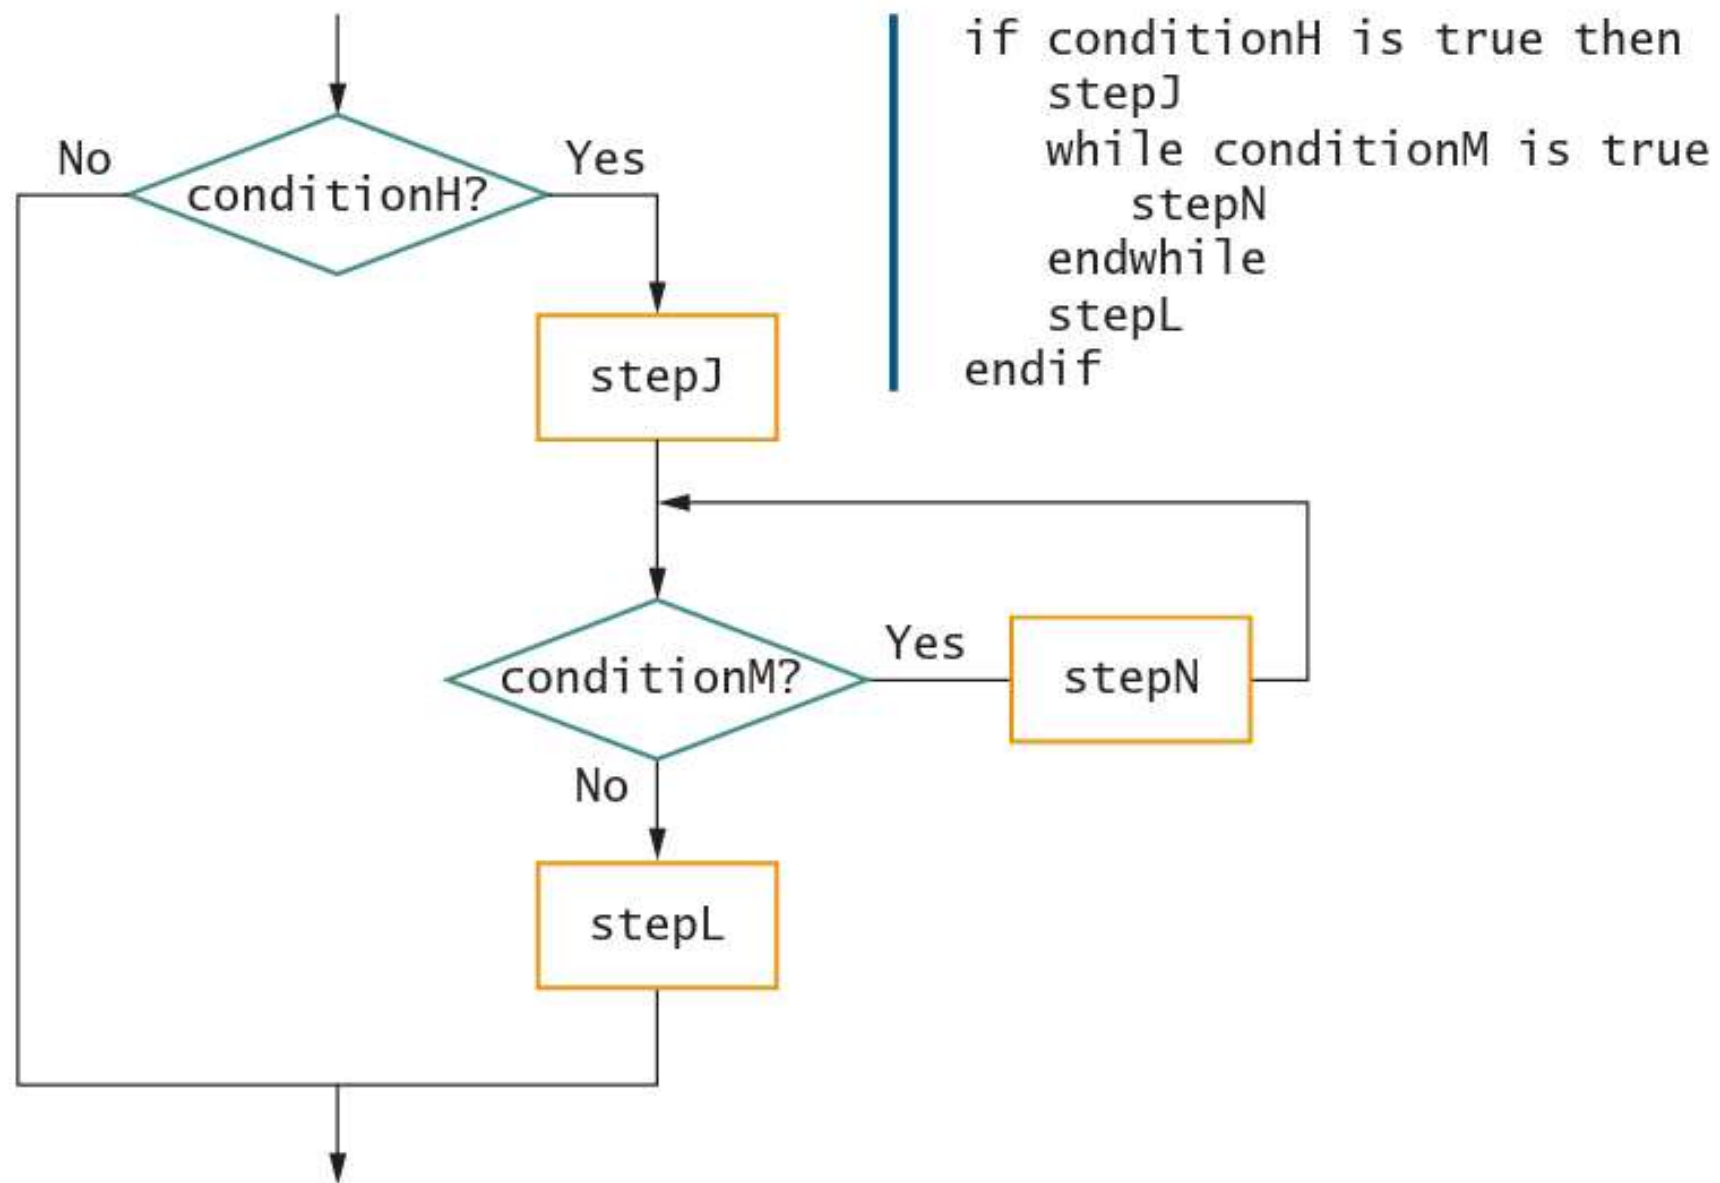 if conditionH is true then
stepJ
while conditionM is true
stepN
endwhile
stepL
endif
No
Yes
conditionH?
stepJ
Yes
conditionM?
stepN
No
stepL